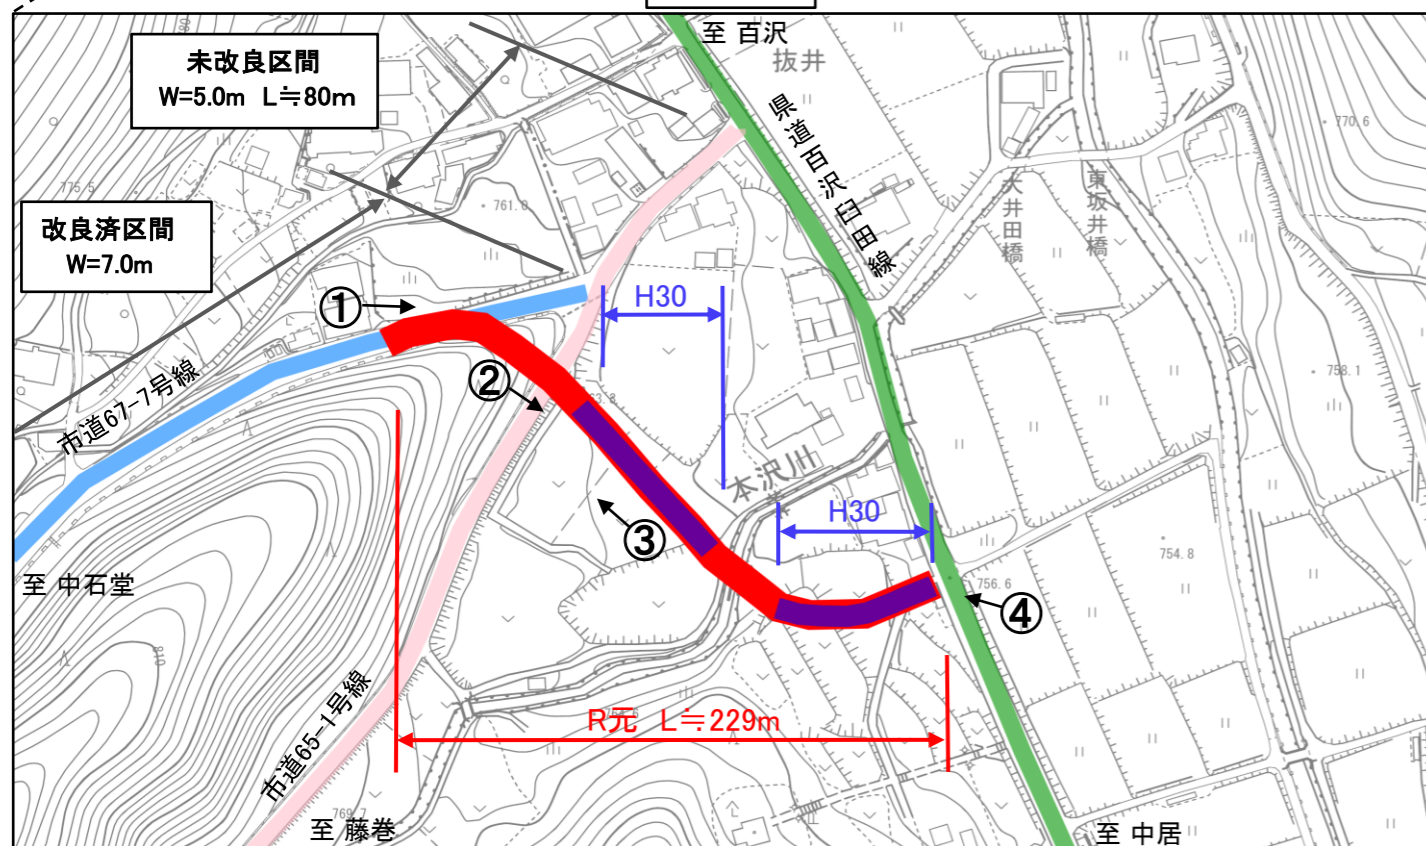 至 百沢
抜井
未改良区間
W=5.0m L≒80m
県道百沢臼田線
770.6
775.5
761.0
大井田橋
東坂井橋
改良済区間
W=7.0m
H30
①
②
758.1
市道67-7号線
本沢川
H30
③
754.8
至 中石堂
756.6
④
810
R元 L≒229m
市道65-1号線
769.7
至 藤巻
至 中居